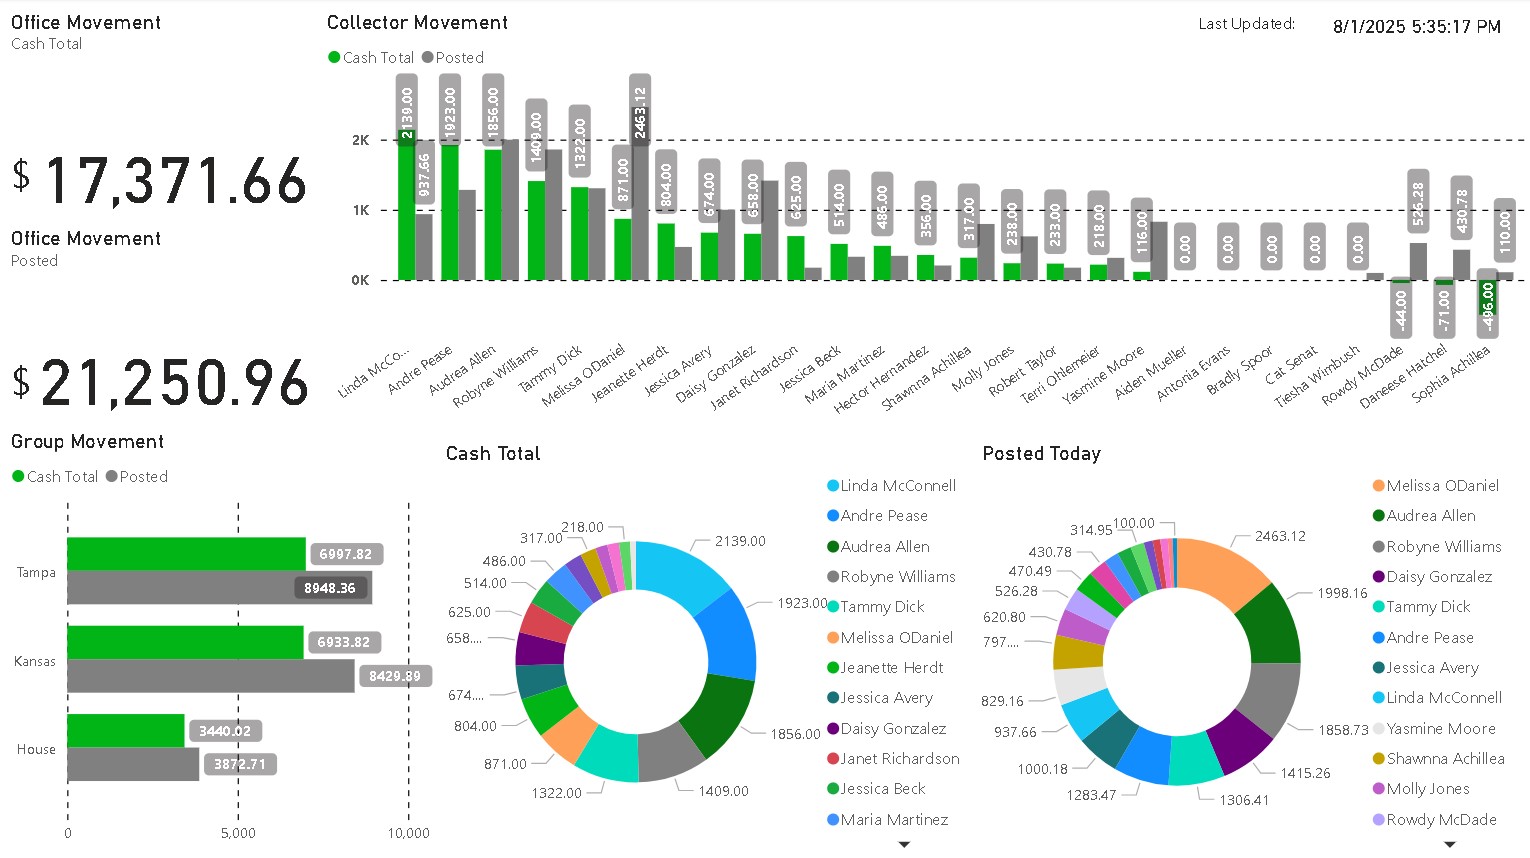 Office Movement
Cash Total
$ 17,371.66
Office Movement
Posted
$ 21,250.96
Collector Movement
Cash Total Posted
Last Updated: 8/1/2025 5:35:17 PM
2K
1K
0K
2139.00
937.66
1923.00
1856.00
1409.00
1322.00
871.00
2463.12
804.00
674.00
658.00
625.00
514.00
486.00
356.00
317.00
238.00
233.00
218.00
116.00
0.00
0.00
0.00
0.00
0.00
-44.00
526.28
-71.00
430.78
-496.00
110.00
Linda McCo...
Andre Pease
Audrea Allen
Robyne Williams
Tammy Dick
Melissa ODaniel
Jeanette Herdt
Jessica Avery
Daisy Gonzalez
Janet Richardson
Jessica Beck
Maria Martinez
Hector Hernandez
Shawnna Achillea
Molly Jones
Robert Taylor
Terri Ohlemeier
Yasmine Moore
Aiden Mueller
Antonia Evans
Bradly Spoor
Cat Senat
Tiesha Wimbush
Rowdy McDade
Daneese Hatchel
Sophia Achillea
Group Movement
Cash Total Posted
Tampa
6997.82
8948.36
Kansas
6933.82
8429.89
House
3440.02
3872.71
0 5,000 10,000
Cash Total
2139.00
1923.00
1856.00
1409.00
1322.00
871.00
804.00
674....
658....
625.00
514.00
486.00
317.00
218.00
Linda McConnell
Andre Pease
Audrea Allen
Robyne Williams
Tammy Dick
Melissa ODaniel
Jeanette Herdt
Jessica Avery
Daisy Gonzalez
Janet Richardson
Jessica Beck
Maria Martinez
Posted Today
2463.12
1998.16
1858.73
1415.26
1306.41
1283.47
1000.18
937.66
829.16
797....
620.80
526.28
470.49
430.78
314.95
100.00
Melissa ODaniel
Audrea Allen
Robyne Williams
Daisy Gonzalez
Tammy Dick
Andre Pease
Jessica Avery
Linda McConnell
Yasmine Moore
Shawnna Achillea
Molly Jones
Rowdy McDade